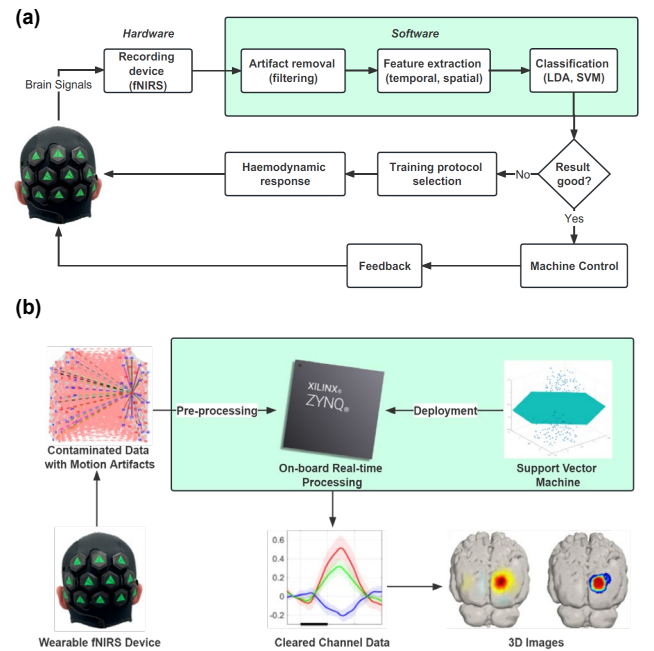 (a)
Hardware
Software
Recording
device
(fNIRS)
Artifact removal
(filtering)
Feature extraction
(temporal, spatial)
Classification
(LDA, SVM)
Brain Signals
Haemodynamic
response
Training protocol
selection
No
Result
good?
Yes
Feedback
Machine Control
(b)
XILINX®
ZYNQ®
Pre-processing
Deployment
Contaminated Data
with Motion Artifacts
On-board Real-time
Processing
Support Vector
Machine
0.6
0.4
0.2
0
-0.2
Wearable fNIRS Device
Cleared Channel Data
3D Images